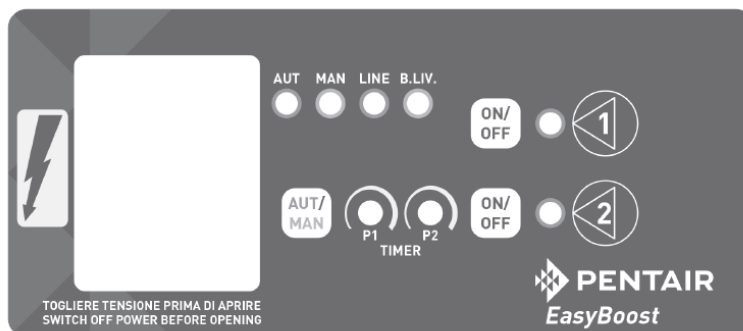 AUT MAN LINE B.LIV.
ON/
OFF
1
AUT/
MAN
P1 P2
TIMER
ON/
OFF
2
PENTAIR
EasyBoost
TOGLIERE TENSIONE PRIMA DI APRIRE
SWITCH OFF POWER BEFORE OPENING